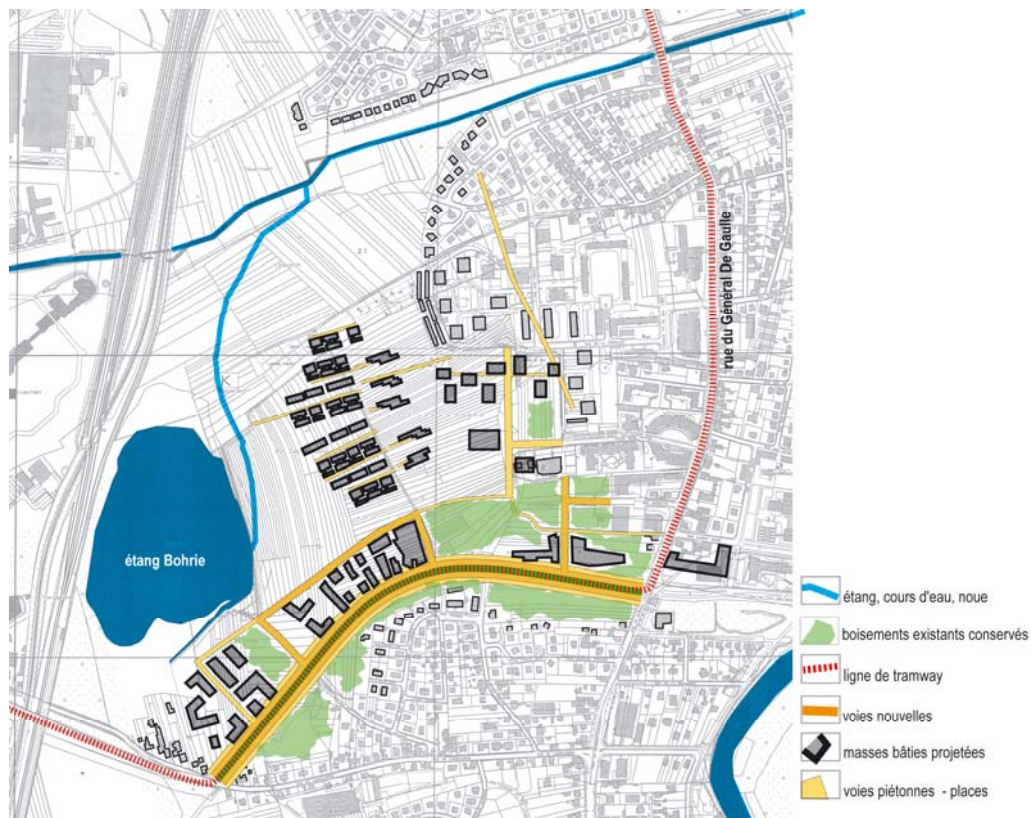 rue du Général De Gaulle
étang Bohrie
étang, cours d'eau, noue
boisements existants conservés
ligne de tramway
voies nouvelles
masses bâties projetées
voies piétonnes - places